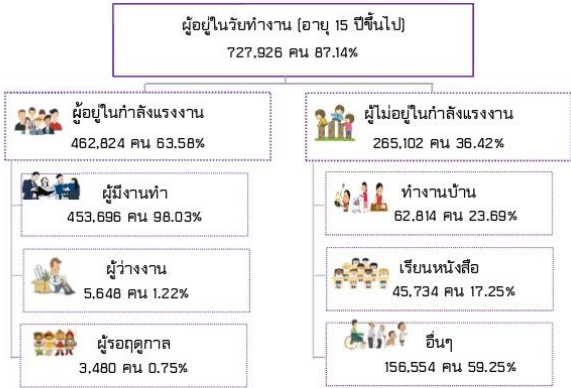 ผู้อยู่ในวัยทำงาน (อายุ 15 ปีขึ้นไป)
727,926 คน 87.14%
ผู้อยู่ในกำลังแรงงาน
462,824 คน 63.58%
ผู้มีงานทำ
453,696 คน 98.03%
ผู้ว่างงาน
5,648 คน 1.22%
ผู้รอฤดูกาล
3,480 คน 0.75%
ผู้ไม่อยู่ในกำลังแรงงาน
265,102 คน 36.42%
ทำงานบ้าน
62,814 คน 23.69%
เรียนหนังสือ
45,734 คน 17.25%
อื่นๆ
156,554 คน 59.25%